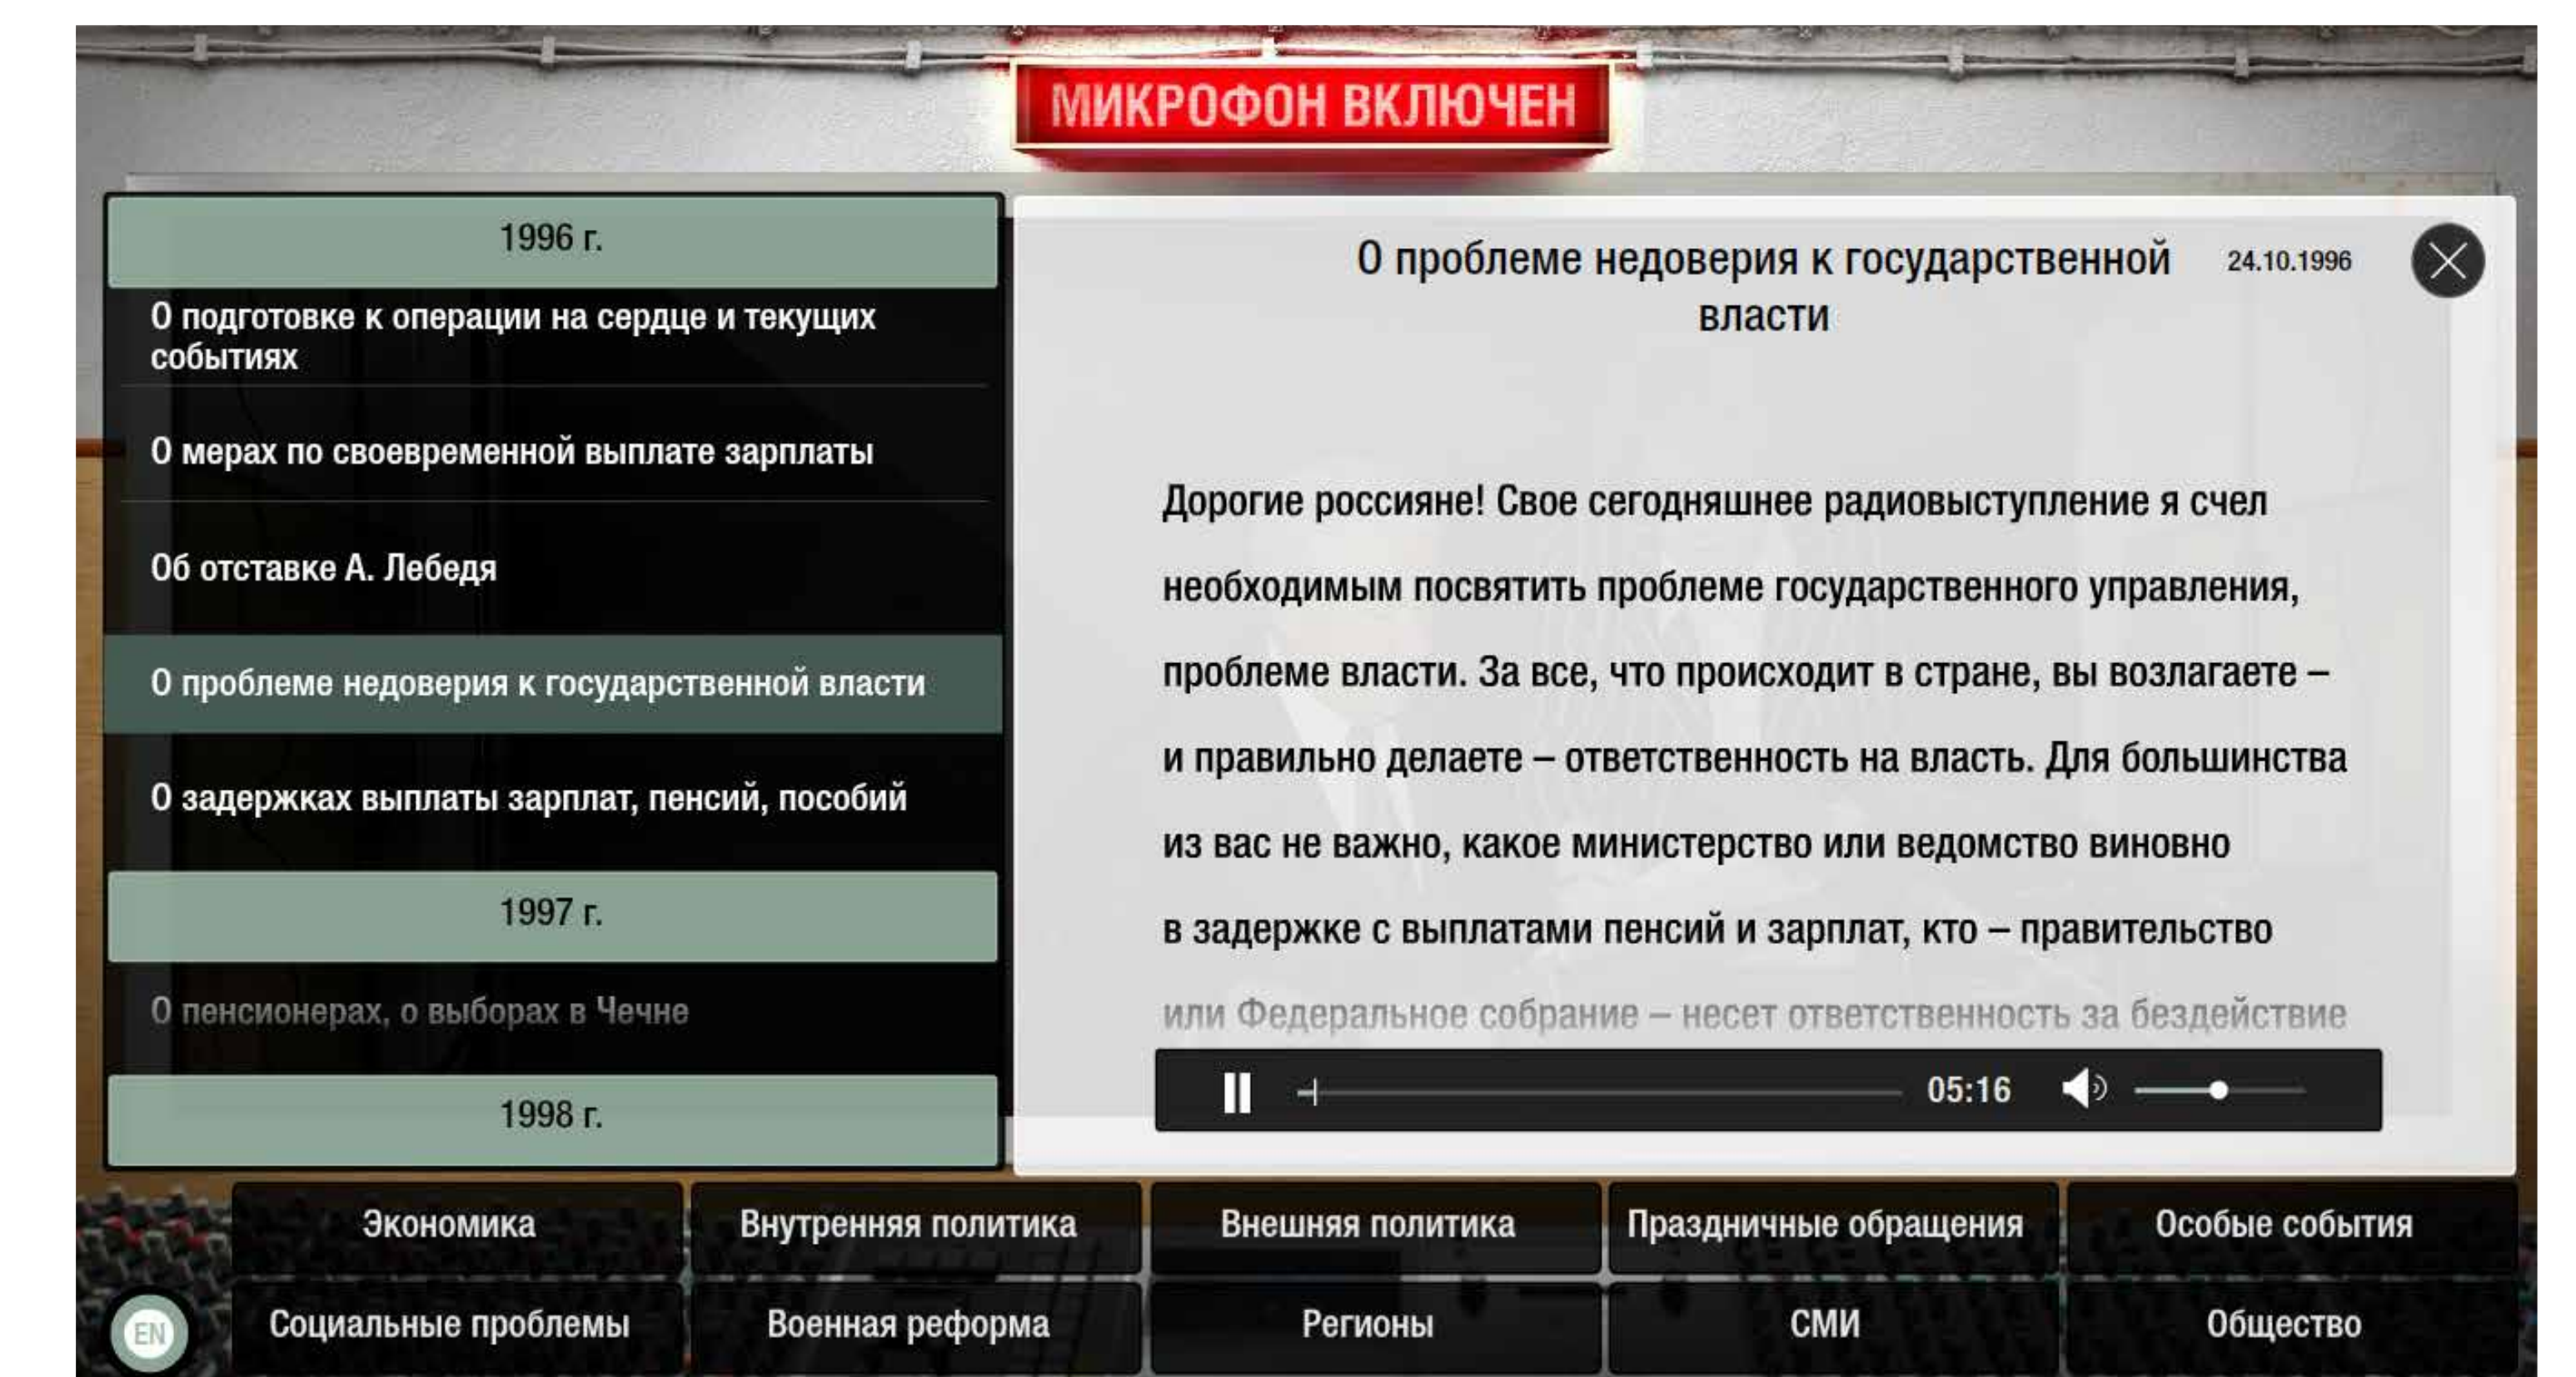 МИКРОФОН ВКЛЮЧЕН
1996 г.
О подготовке к операции на сердце и текущих
событиях
О мерах по своевременной выплате зарплаты
Об отставке А. Лебедя
О проблеме недоверия к государственной власти
О задержках выплаты зарплат, пенсий, пособий
1997 г.
О пенсионерах, о выборах в Чечне
1998 г.
О проблеме недоверия к государственной
власти
24.10.1996
Дорогие россияне! Свое сегодняшнее радиовыступление я счел
необходимым посвятить проблеме государственного управления,
проблеме власти. За все, что происходит в стране, вы возлагаете –
и правильно делаете – ответственность на власть. Для большинства
из вас не важно, какое министерство или ведомство виновно
в задержке с выплатами пенсий и зарплат, кто – правительство
или Федеральное собрание – несет ответственность за бездействие
05:16
Экономика
Внутренняя политика
Внешняя политика
Праздничные обращения
Особые события
EN
Социальные проблемы
Военная реформа
Регионы
СМИ
Общество